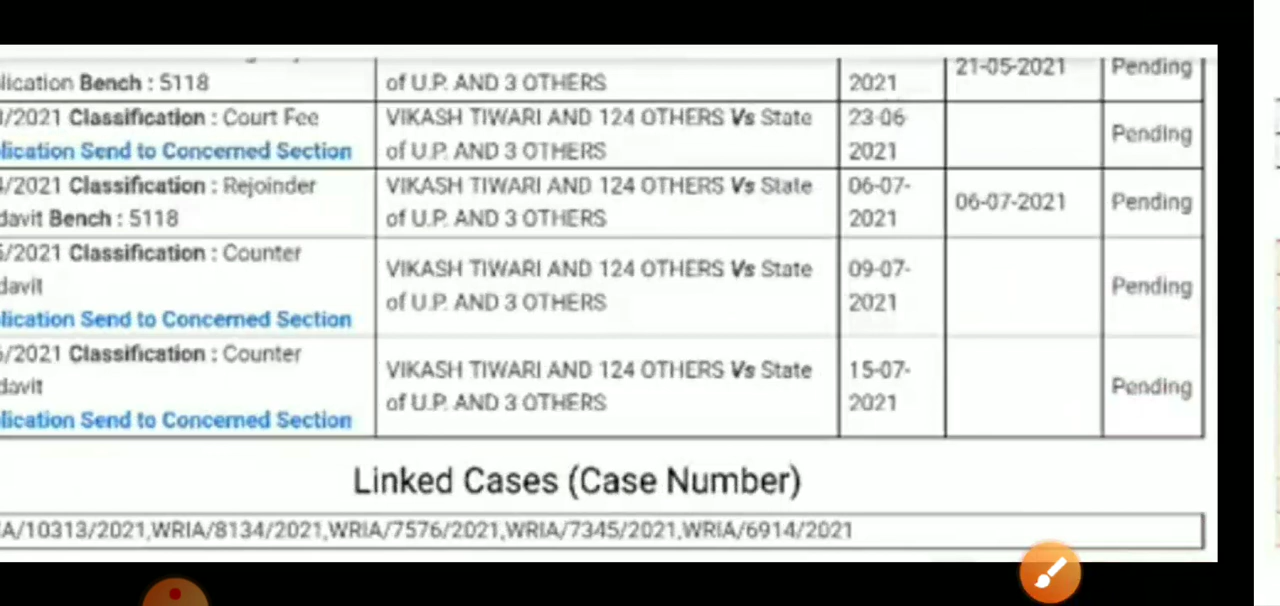 lication Bench : 5118
of U.P. AND 3 OTHERS
2021
21-05-2021
Pending
/2021 Classification : Court Fee
lication Send to Concerned Section
VIKASH TIWARI AND 124 OTHERS Vs State
of U.P. AND 3 OTHERS
23-06
2021
Pending
/2021 Classification : Rejoinder
davit Bench : 5118
VIKASH TIWARI AND 124 OTHERS Vs State
of U.P. AND 3 OTHERS
06-07-
2021
06-07-2021
Pending
/2021 Classification : Counter
davit
lication Send to Concerned Section
VIKASH TIWARI AND 124 OTHERS Vs State
of U.P. AND 3 OTHERS
09-07-
2021
Pending
/2021 Classification : Counter
davit
lication Send to Concerned Section
VIKASH TIWARI AND 124 OTHERS Vs State
of U.P. AND 3 OTHERS
15-07-
2021
Pending
Linked Cases (Case Number)
IA/10313/2021,WRIA/8134/2021,WRIA/7576/2021,WRIA/7345/2021,WRIA/6914/2021